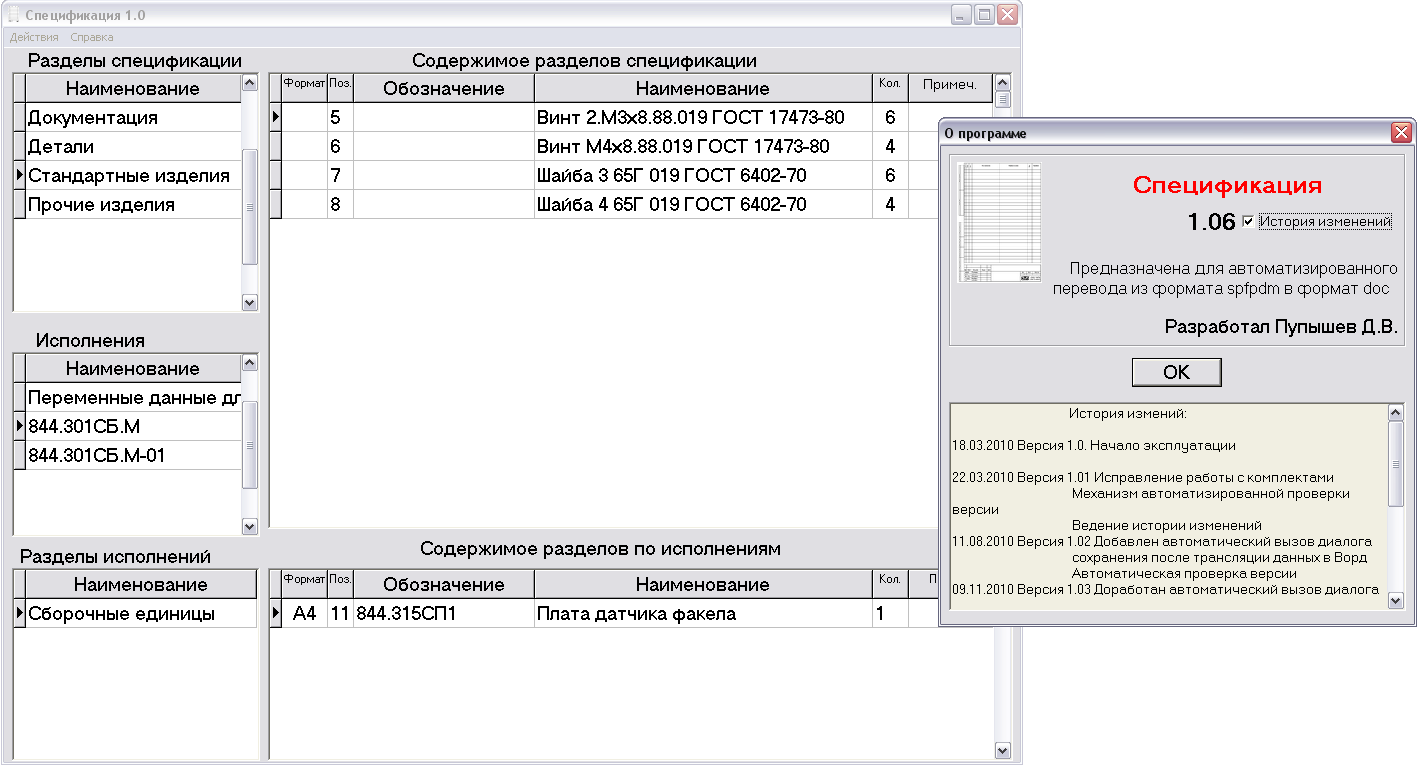 Спецификация 1.0
Действия Справка
Разделы спецификации
Наименование
Документация
Детали
Стандартные изделия
Прочие изделия
Содержимое разделов спецификации
Формат Поз. Обозначение Наименование Кол. Примеч.
5 Винт 2.М3х8.88.019 ГОСТ 17473-80 6
6 Винт М4х8.88.019 ГОСТ 17473-80 4
7 Шайба 3 65Г 019 ГОСТ 6402-70 6
8 Шайба 4 65Г 019 ГОСТ 6402-70 4
Исполнения
Наименование
Переменные данные дл
844.301СБ.М
844.301СБ.М-01
Разделы исполнений
Наименование
Сборочные единицы
Содержимое разделов по исполнениям
Формат Поз. Обозначение Наименование Кол. П
А4 11 844.315СП1 Плата датчика факела 1
О программе
Спецификация
1.06 История изменений
Предназначена для автоматизированного
перевода из формата spfpdm в формат doc
Разработал Пупышев Д.В.
OK
История измений:
18.03.2010 Версия 1.0. Начало эксплуатации
22.03.2010 Версия 1.01 Исправление работы с комплектами
Механизм автоматизированной проверки
версии
Ведение истории изменений
11.08.2010 Версия 1.02 Добавлен автоматический вызов диалога
сохранения после трансляции данных в Ворд
Автоматическая проверка версии
09.11.2010 Версия 1.03 Доработан автоматический вызов диалога